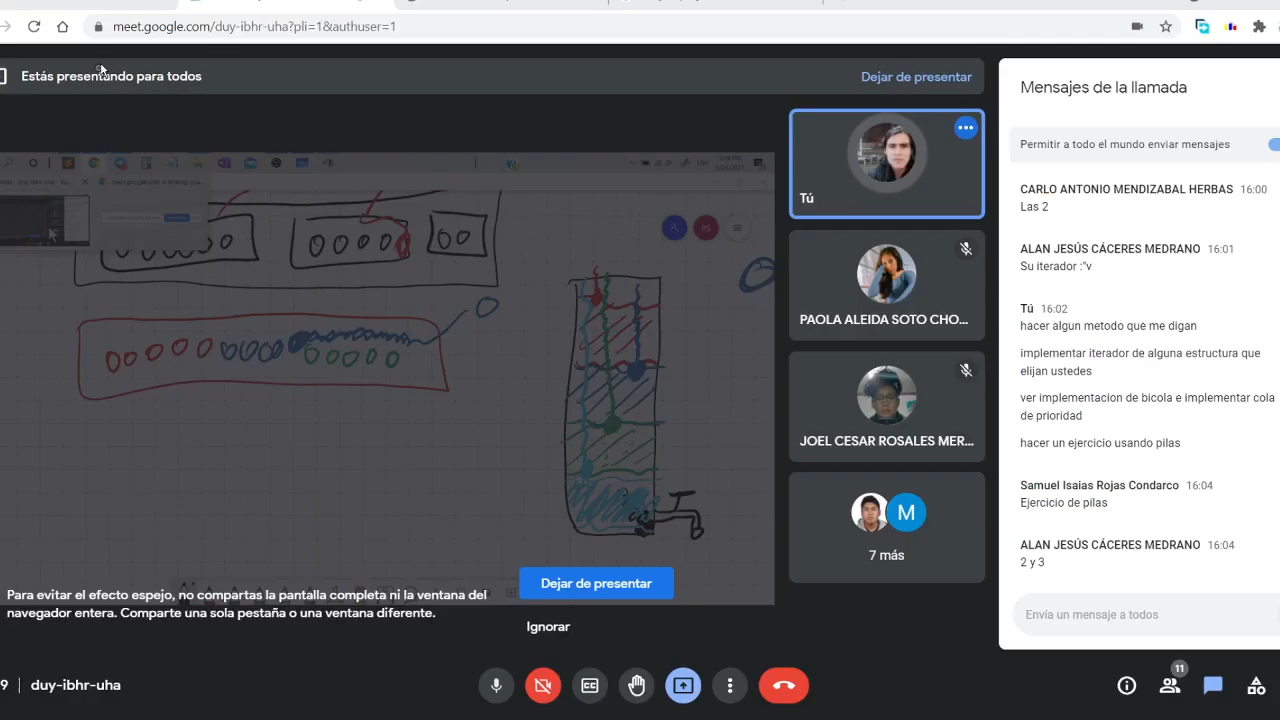 meet.google.com/duy-ibhr-uha?pli=1&authuser=1
Estás presentando para todos
Dejar de presentar
Mensajes de la llamada
Permitir a todo el mundo enviar mensajes
CARLO ANTONIO MENDIZABAL HERBAS 16:00
Las 2
ALAN JESÚS CÁCERES MEDRANO 16:01
Su iterador :"v
Tú 16:02
hacer algun metodo que me digan
implementar iterador de alguna estructura que
elijan ustedes
ver implementacion de bicola e implementar cola
de prioridad
hacer un ejercicio usando pilas
Samuel Isaias Rojas Condarco 16:04
Ejercicio de pilas
ALAN JESÚS CÁCERES MEDRANO 16:04
2 y 3
Envía un mensaje a todos
Tú
PAOLA ALEIDA SOTO CHO...
JOEL CESAR ROSALES MER...
M
7 más
RS
Para evitar el efecto espejo, no compartas la pantalla completa ni la ventana del
navegador entera. Comparte una sola pestaña o una ventana diferente.
Dejar de presentar
Ignorar
9 | duy-ibhr-uha
11